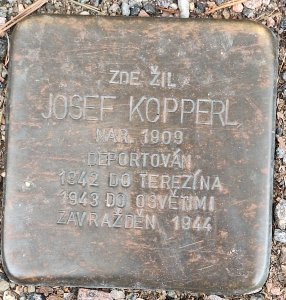 ZDE ŽIL
JOSEF KOPPERL
NAR. 1909
DEPORTOVÁN
1942 DO TEREZÍNA
1943 DO OSVĚTIMI
ZAVRAŽDĚN 1944